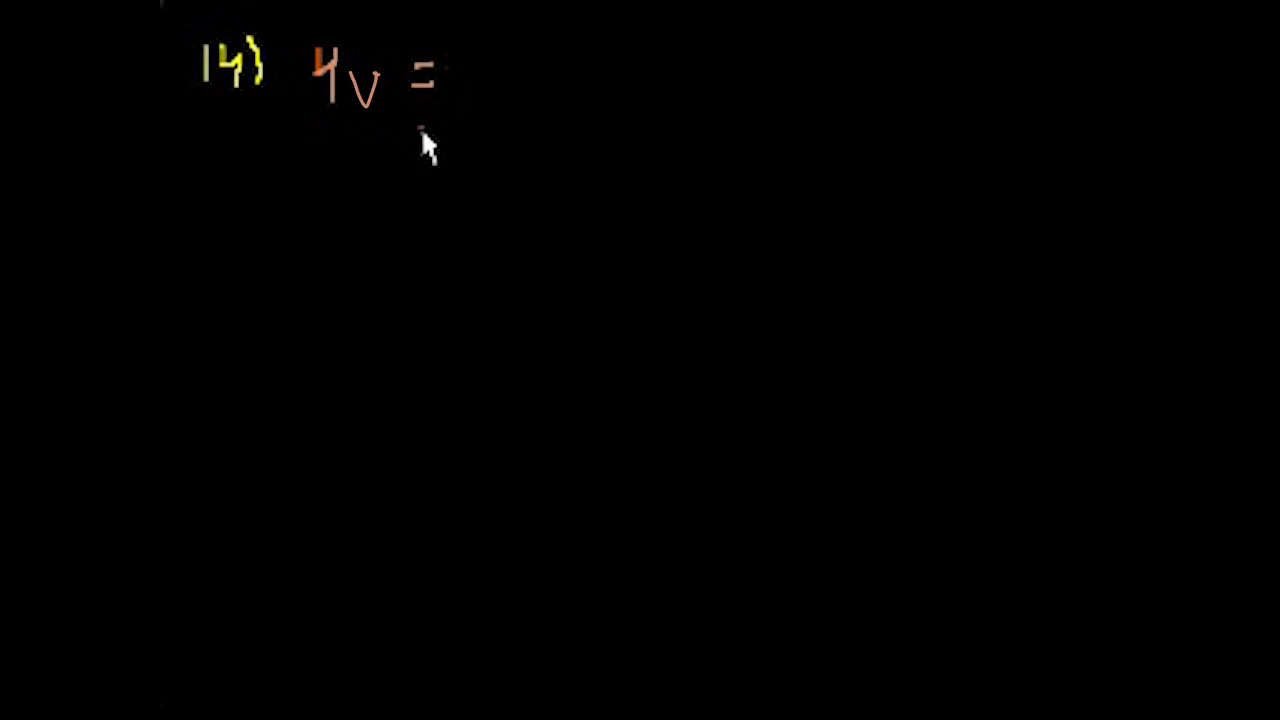 14) 4v =